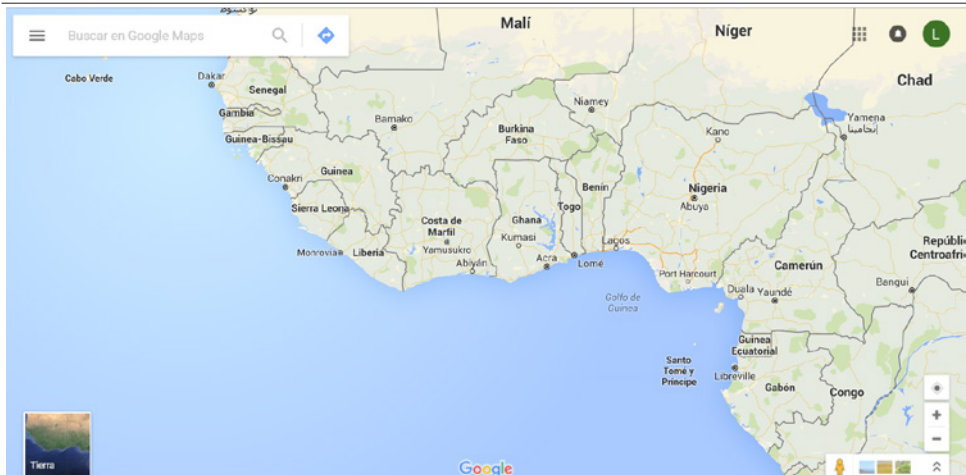 Malí
Níger
Buscar en Google Maps
L
Cabo Verde
Dakar
Chad
Senegal
Niamey
Gambia
Yamena
إنجامينا
Bamako
Burkina
Faso
Kano
Guinea-Bissau
Guinea
Conakri
Benín
Nigeria
Abuya
Sierra Leona
Togo
Costa de
Marfil
Ghana
Kumasi
Lagos
Yamusukro
República
Centroafri
Monrovia
Liberia
Abiyán
Acra
Lomé
Camerún
Port Harcourt
Bangui
Golfo de
Guinea
Duala
Yaundé
Guinea
Ecuatorial
Santo
Tomé y
Príncipe
Libreville
Gabón
Congo
Tierra
Google